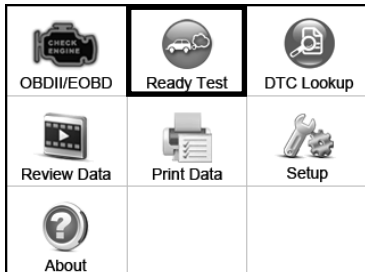 CHECK
ENGINE
OBDII/EOBD
Ready Test
DTC Lookup
Review Data
Print Data
Setup
About